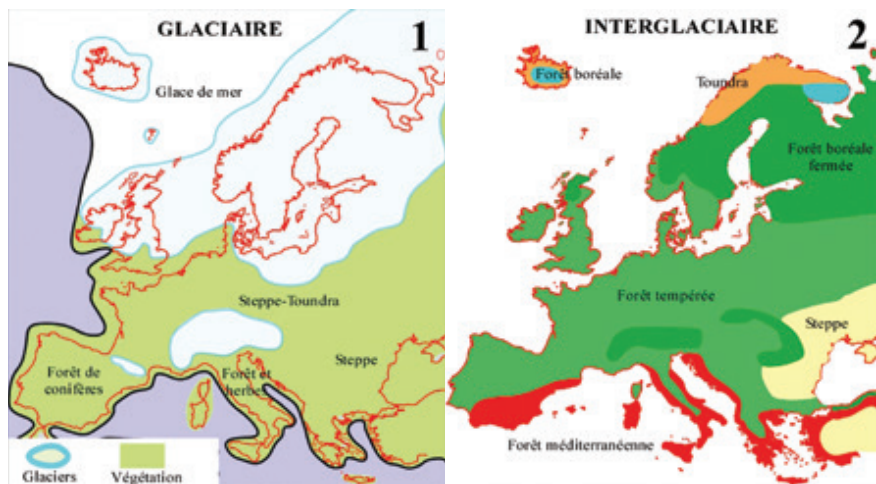 GLACIAIRE
1
Glace de mer
Steppe-Toundra
Steppe
Forêt de
conifères
Forêt et
herbes
Glaciers
Végétation
INTERGLACIAIRE
2
Forêt boréale
Toundra
Forêt boréale
fermée
Forêt tempérée
Steppe
Forêt méditerranéenne